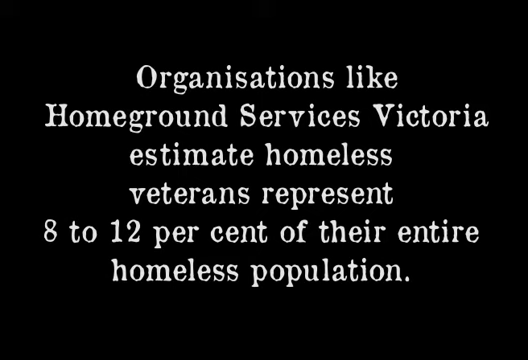 Organisations like
Homeground Services Victoria
estimate homeless
veterans represent
8 to 12 per cent of their entire
homeless population.